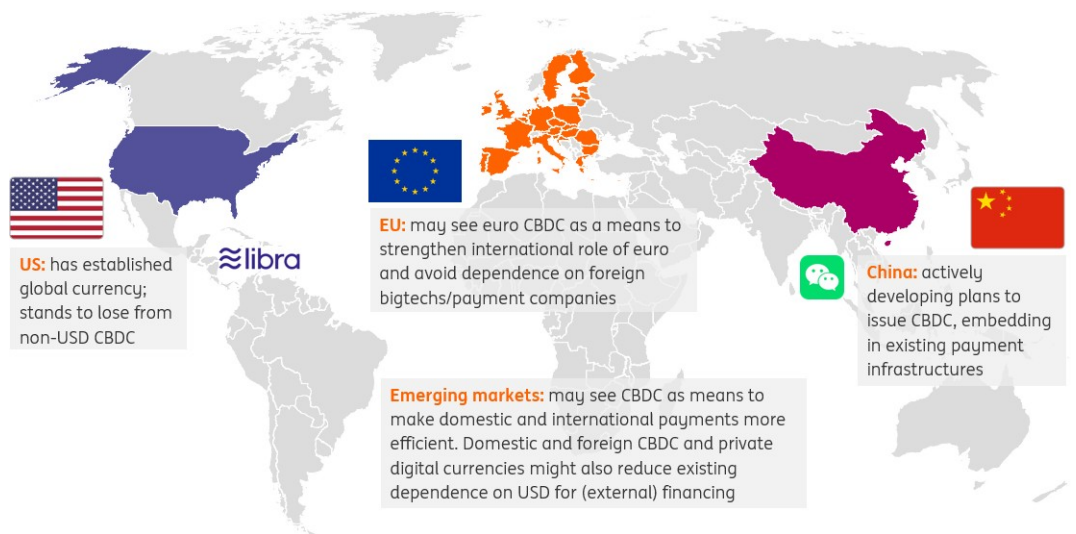 US: has established
global currency;
stands to lose from
non-USD CBDC
libra
EU: may see euro CBDC as a means to
strengthen international role of euro
and avoid dependence on foreign
bigtechs/payment companies
China: actively
developing plans to
issue CBDC, embedding
in existing payment
infrastructures
Emerging markets: may see CBDC as means to
make domestic and international payments more
efficient. Domestic and foreign CBDC and private
digital currencies might also reduce existing
dependence on USD for (external) financing